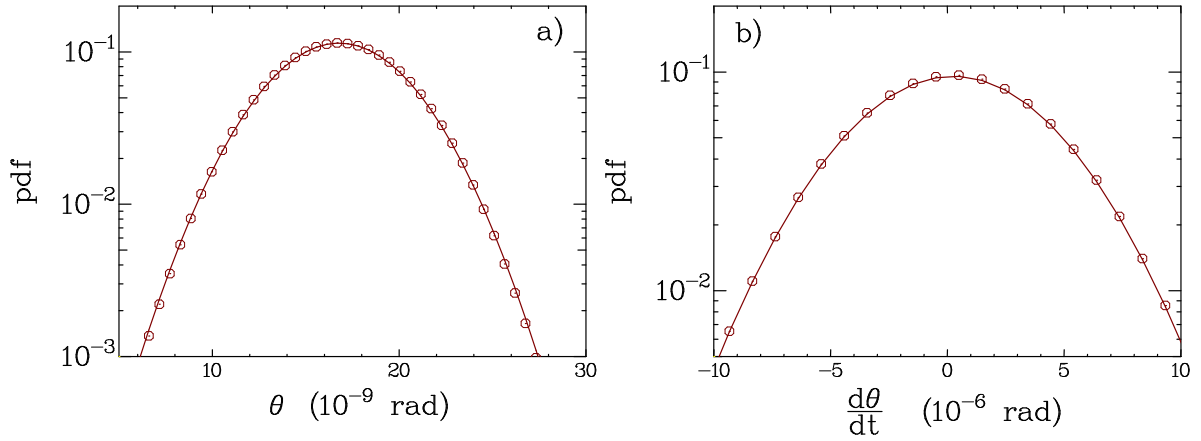 a)
10⁻¹
10⁻²
10⁻³
pdf
10 20 30
θ (10⁻⁹ rad)
b)
10⁻¹
10⁻²
pdf
−10 −5 0 5 10
dθ/dt (10⁻⁶ rad)